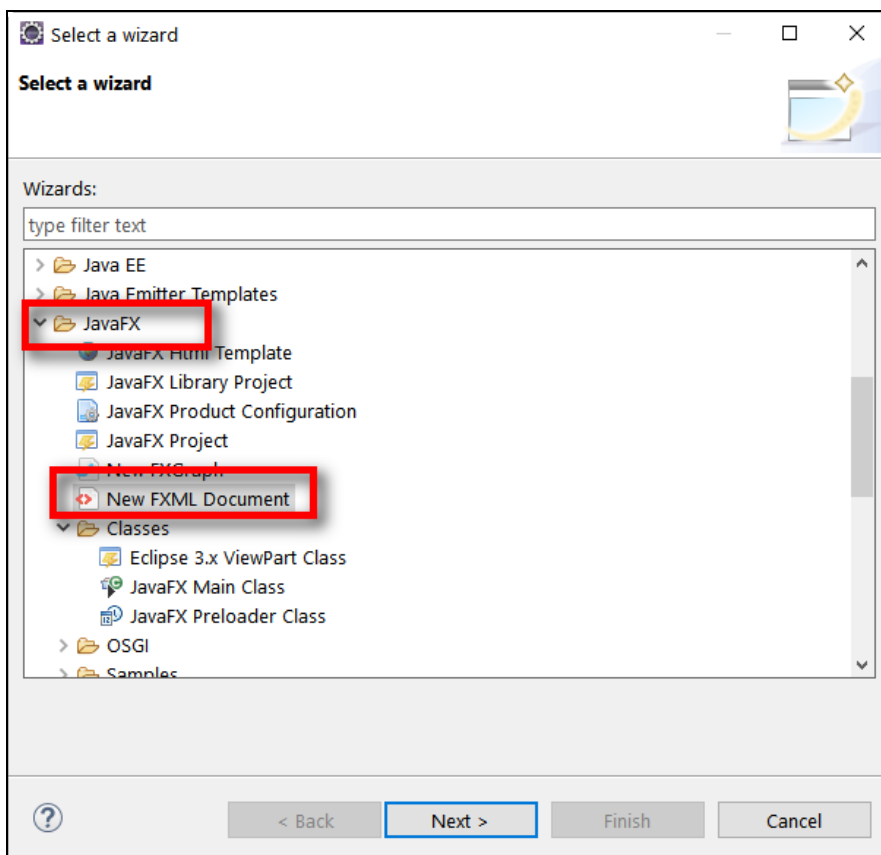 Select a wizard
Select a wizard
Wizards:
type filter text
Java EE
Java Emitter Templates
JavaFX
JavaFX Html Template
JavaFX Library Project
JavaFX Product Configuration
JavaFX Project
New FXGraph
New FXML Document
Classes
Eclipse 3.x ViewPart Class
JavaFX Main Class
JavaFX Preloader Class
OSGI
Samples
< Back
Next >
Finish
Cancel